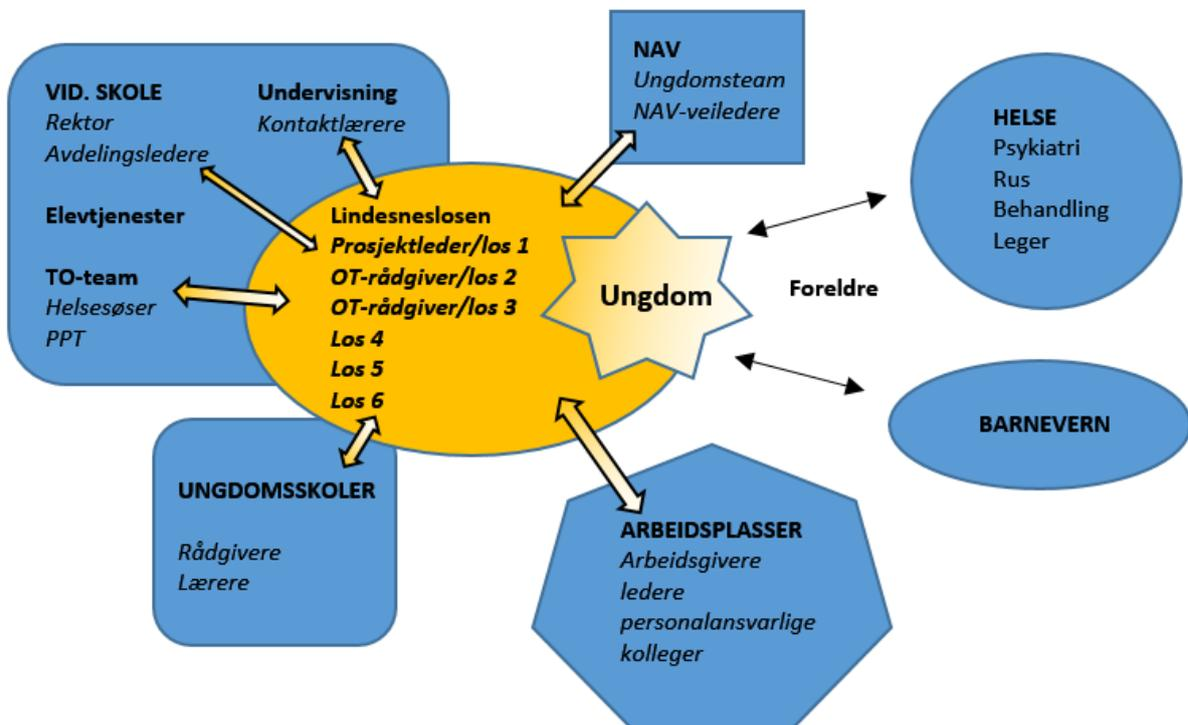 VID. SKOLE
Rektor
Avdelingsledere
Elevtjenester
TO-team
Helsesøser
PPT
Undervisning
Kontaktlærere
NAV
Ungdomsteam
NAV-veiledere
HELSE
Psykiatri
Rus
Behandling
Leger
Lindesneslosen
Prosjektleder/los 1
OT-rådgiver/los 2
OT-rådgiver/los 3
Los 4
Los 5
Los 6
Ungdom
Foreldre
BARNEVERN
UNGDOMSSKOLER
Rådgivere
Lærere
ARBEIDSPLASSER
Arbeidsgivere
ledere
personalansvarlige
kolleger